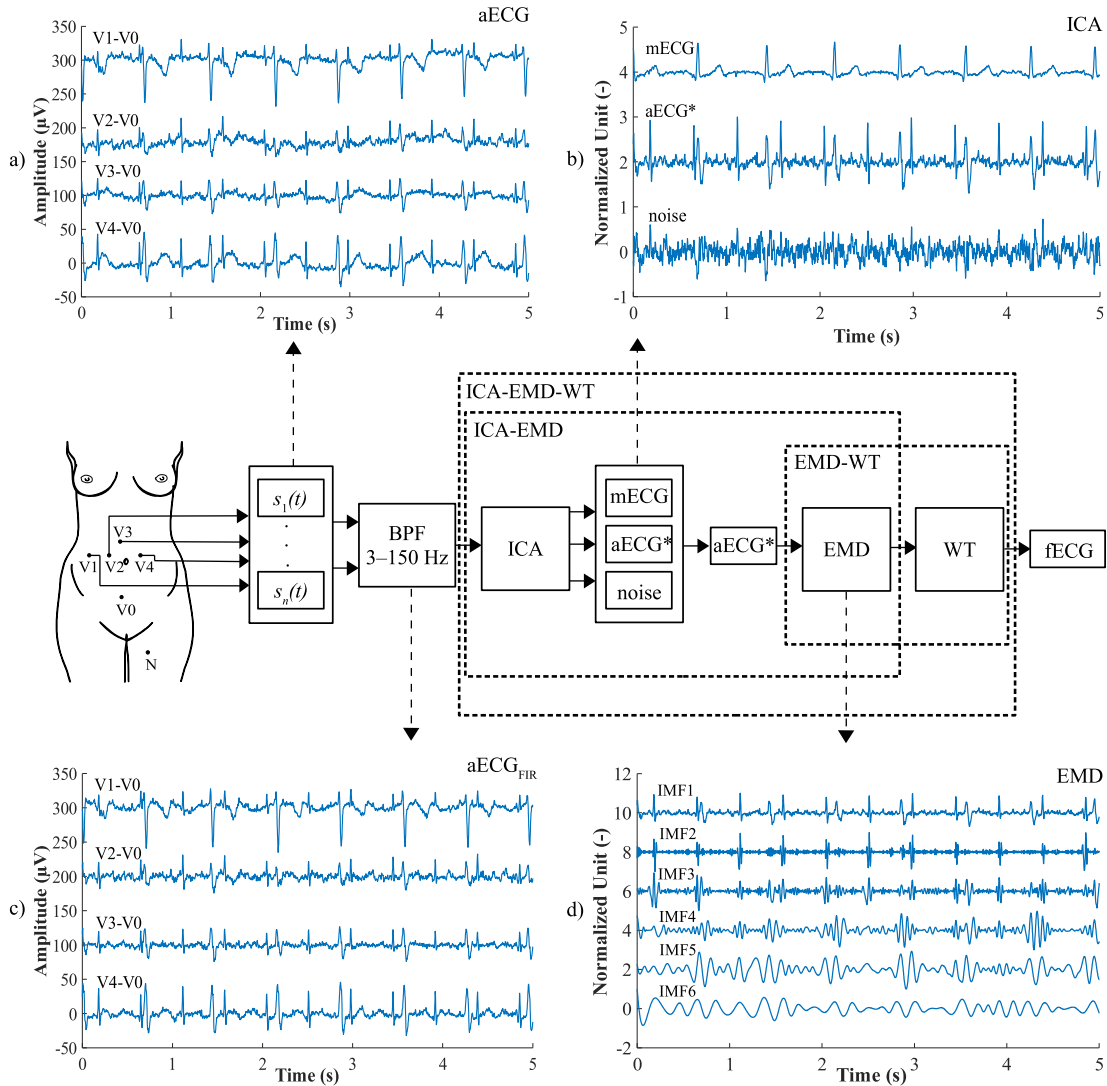 aECG
350
300
250
200
150
100
50
0
-50
V1-V0
V2-V0
V3-V0
V4-V0
Amplitude (µV)
a)
0 1 2 3 4 5
Time (s)
ICA
5
4
3
2
1
0
-1
mECG
aECG*
noise
Normalized Unit (-)
b)
0 1 2 3 4 5
Time (s)
ICA-EMD-WT
ICA-EMD
EMD-WT
V1
V2
V3
V4
V0
N
s1(t)
.
.
.
sn(t)
BPF
3–150 Hz
ICA
mECG
aECG*
noise
aECG*
EMD
WT
fECG
aECGFIR
350
300
250
200
150
100
50
0
-50
V1-V0
V2-V0
V3-V0
V4-V0
Amplitude (µV)
c)
0 1 2 3 4 5
Time (s)
EMD
12
10
8
6
4
2
0
-2
IMF1
IMF2
IMF3
IMF4
IMF5
IMF6
Normalized Unit (-)
d)
0 1 2 3 4 5
Time (s)